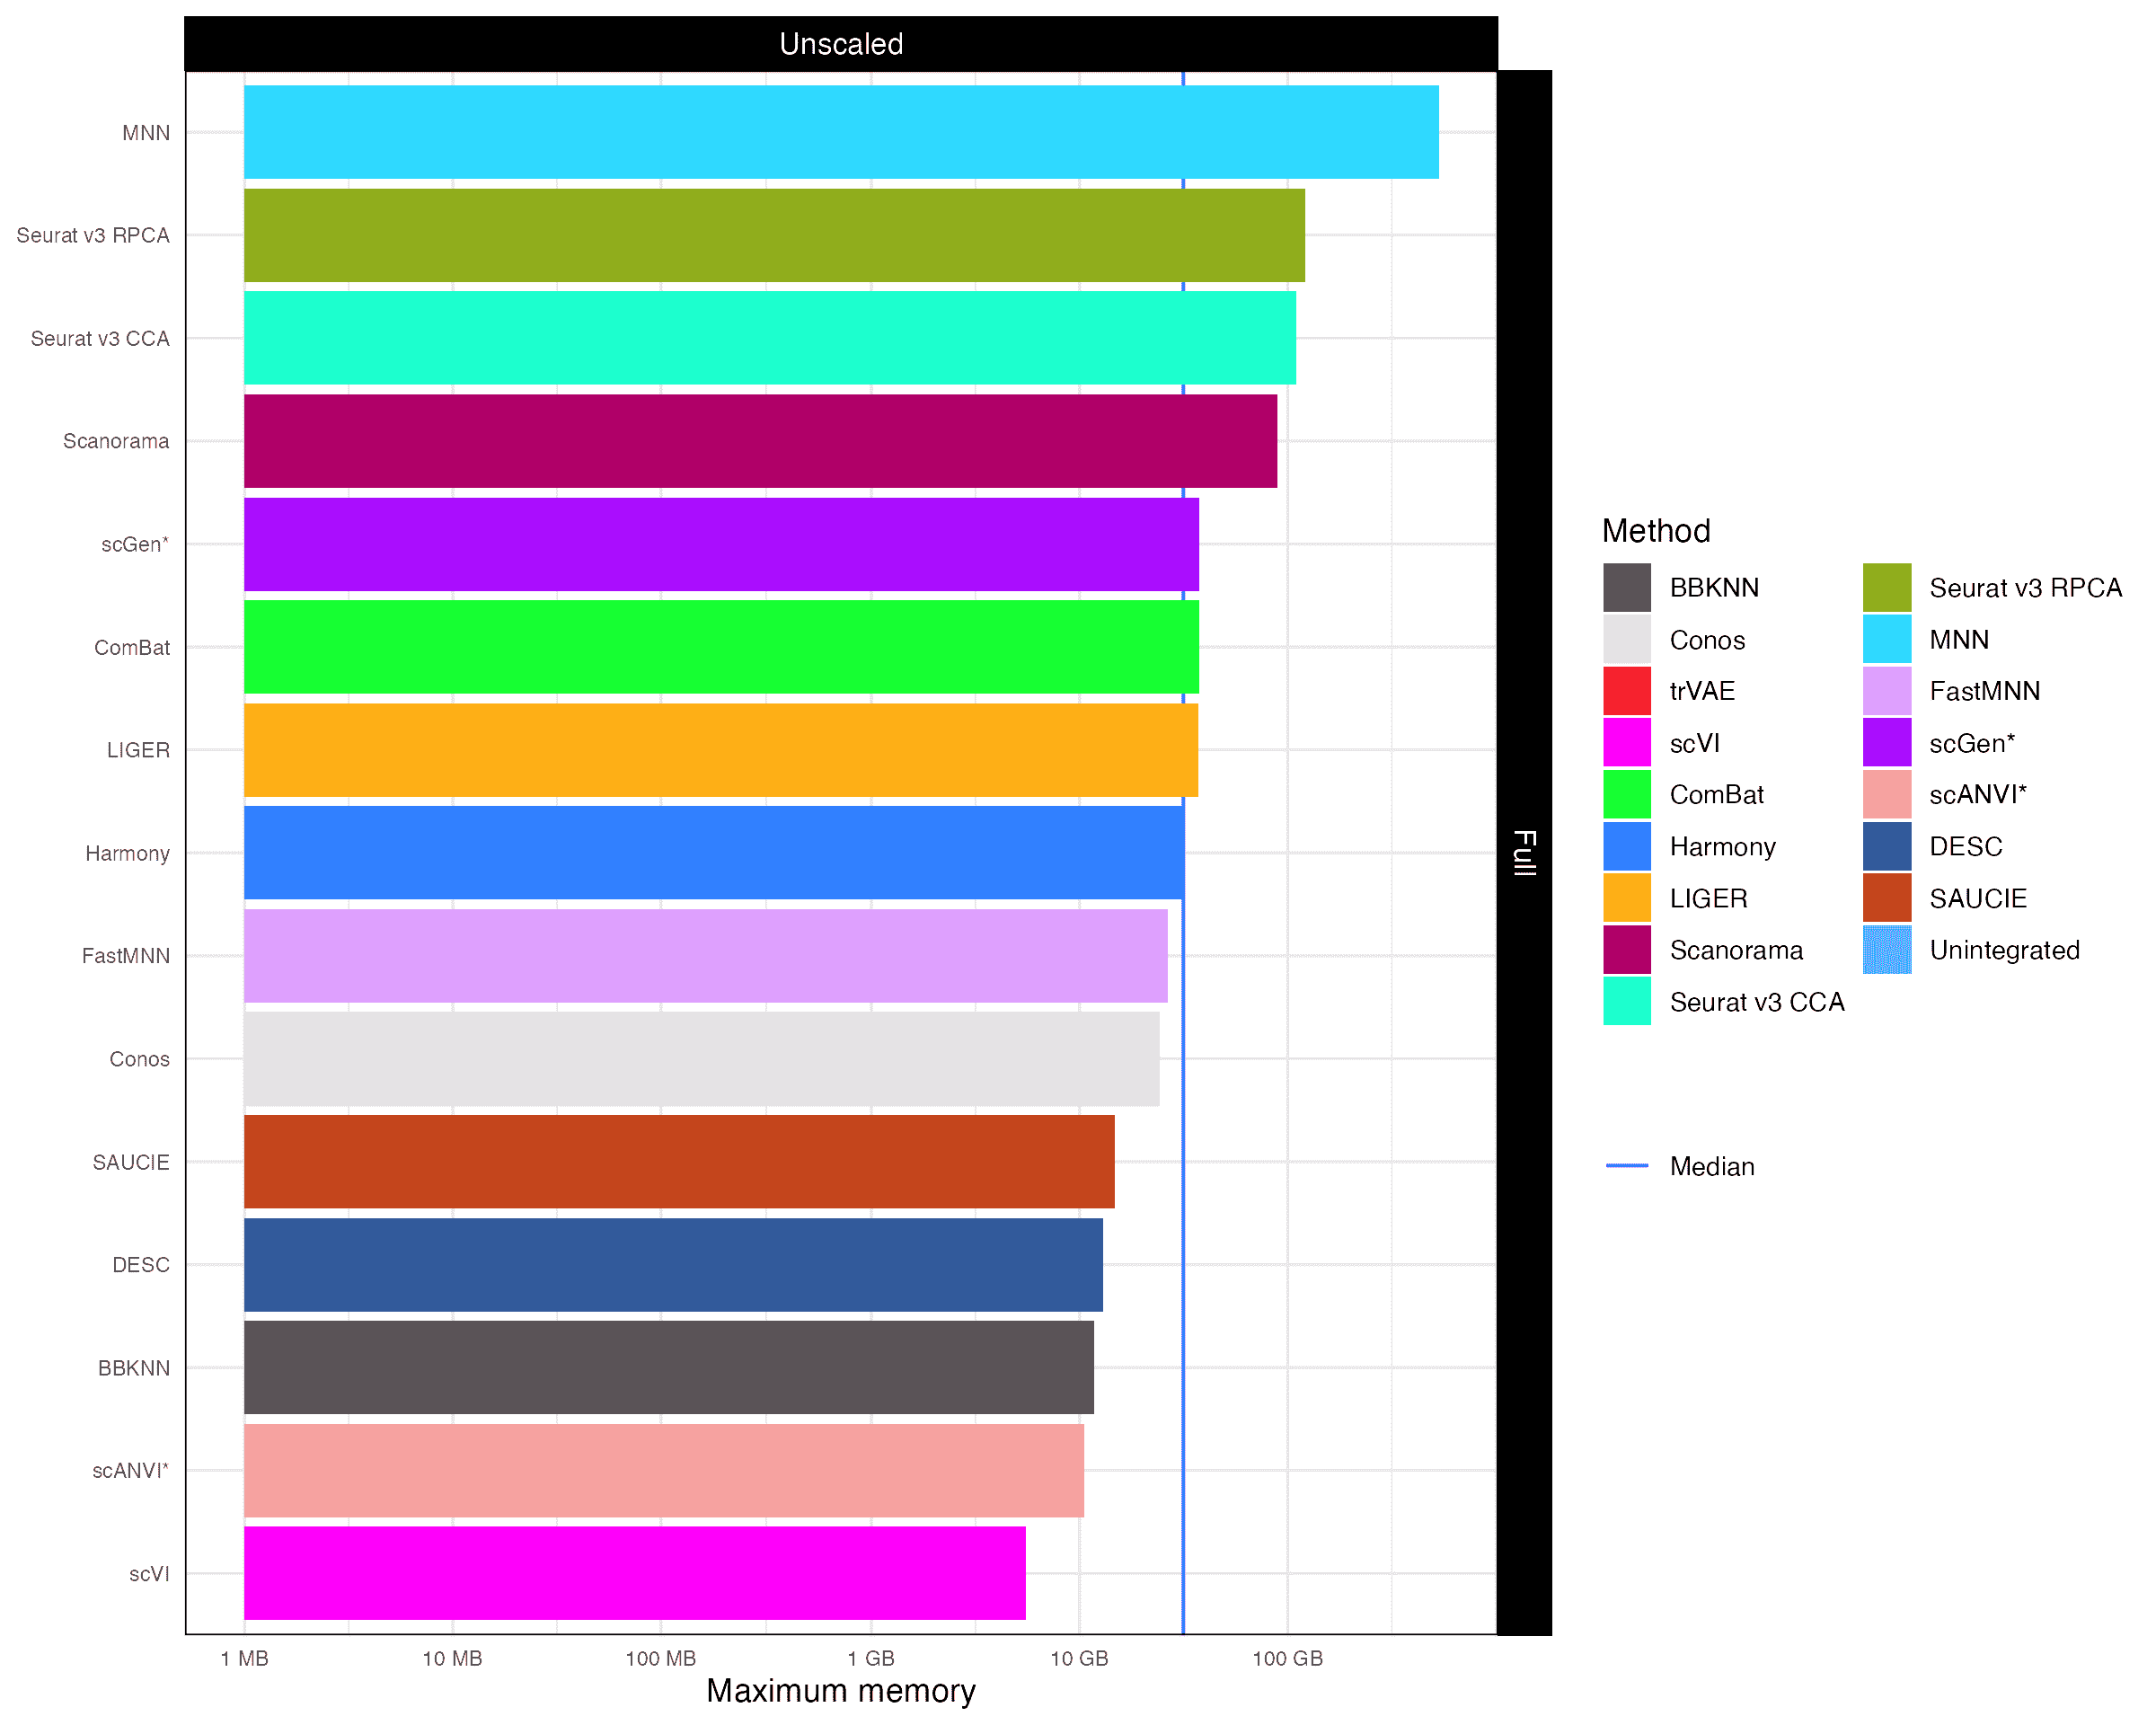 Unscaled
MNN
Seurat v3 RPCA
Seurat v3 CCA
Scanorama
scGen*
ComBat
LIGER
Harmony
FastMNN
Conos
SAUCIE
DESC
BBKNN
scANVI*
scVI
1 MB
10 MB
100 MB
1 GB
10 GB
100 GB
Maximum memory
Full
Method
BBKNN
Conos
trVAE
scVI
ComBat
Harmony
LIGER
Scanorama
Seurat v3 CCA
Seurat v3 RPCA
MNN
FastMNN
scGen*
scANVI*
DESC
SAUCIE
Unintegrated
Median